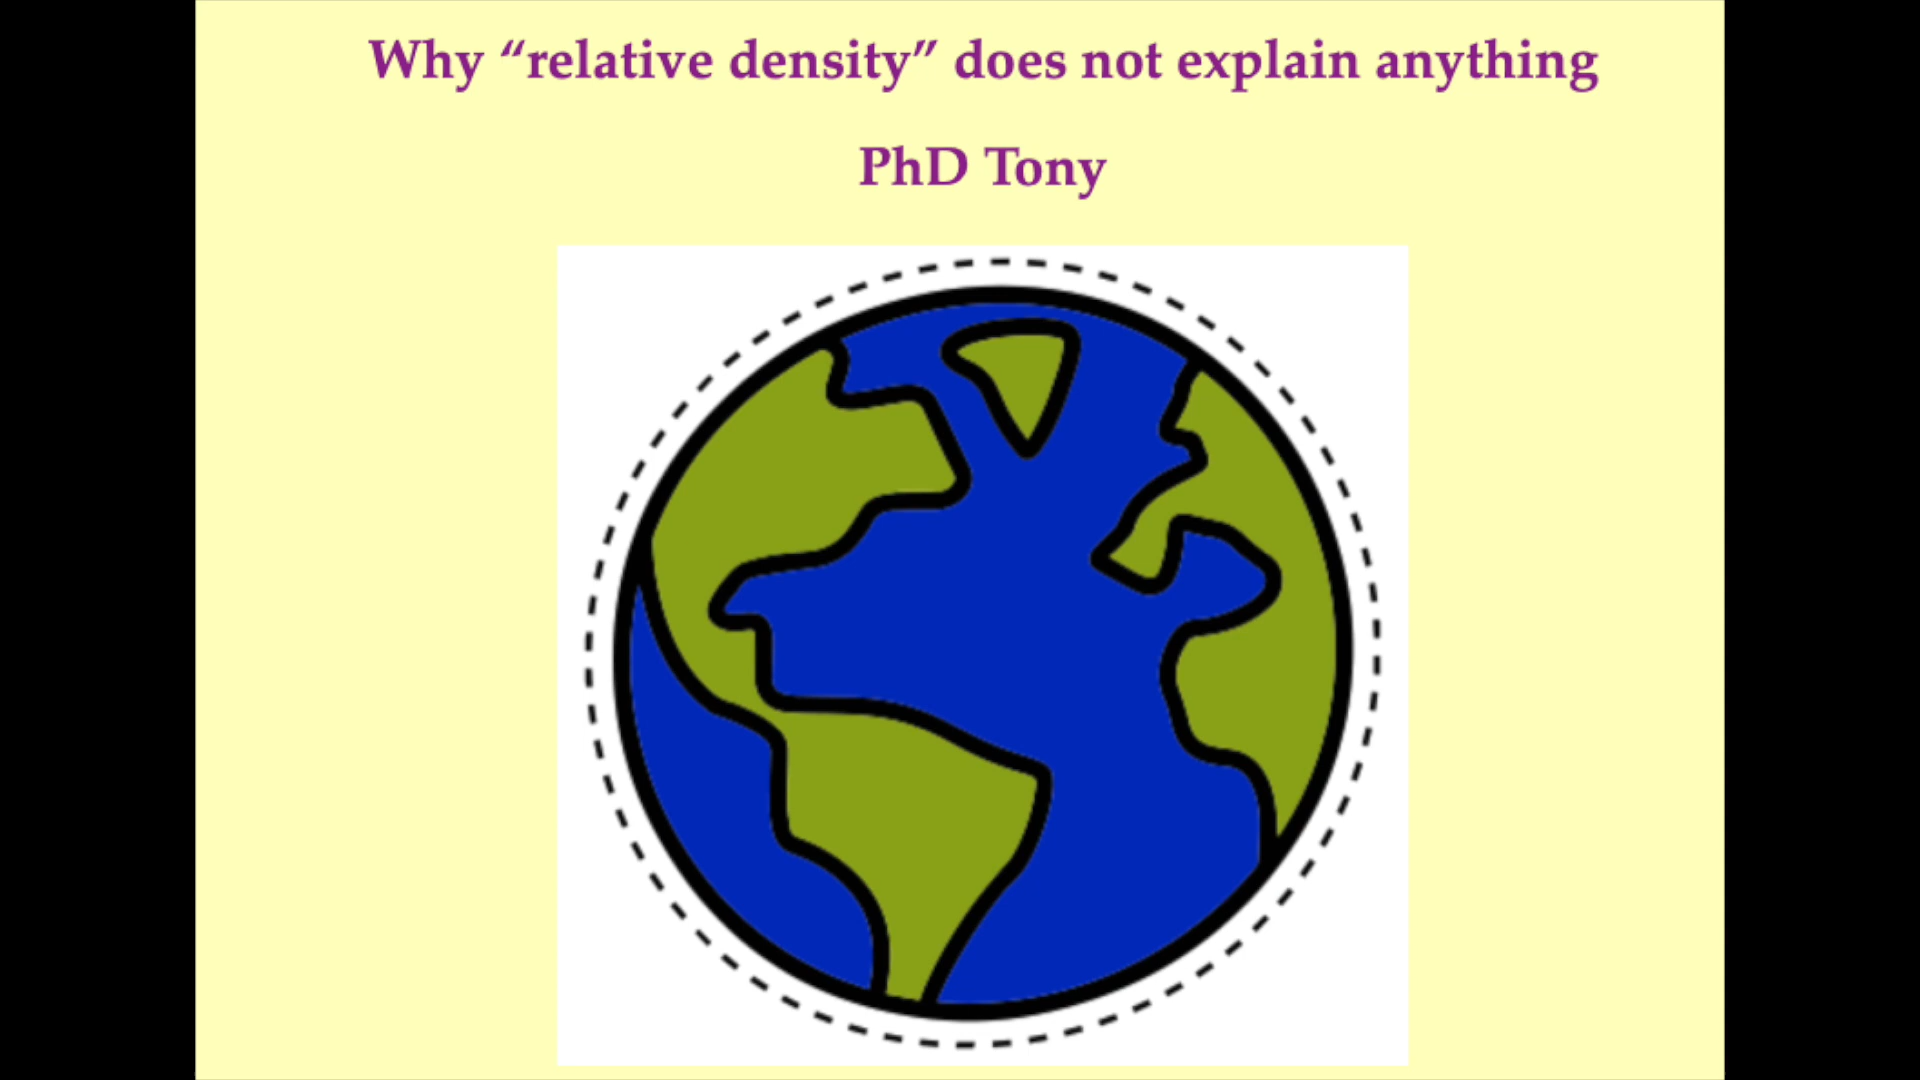 Why “relative density” does not explain anything
PhD Tony